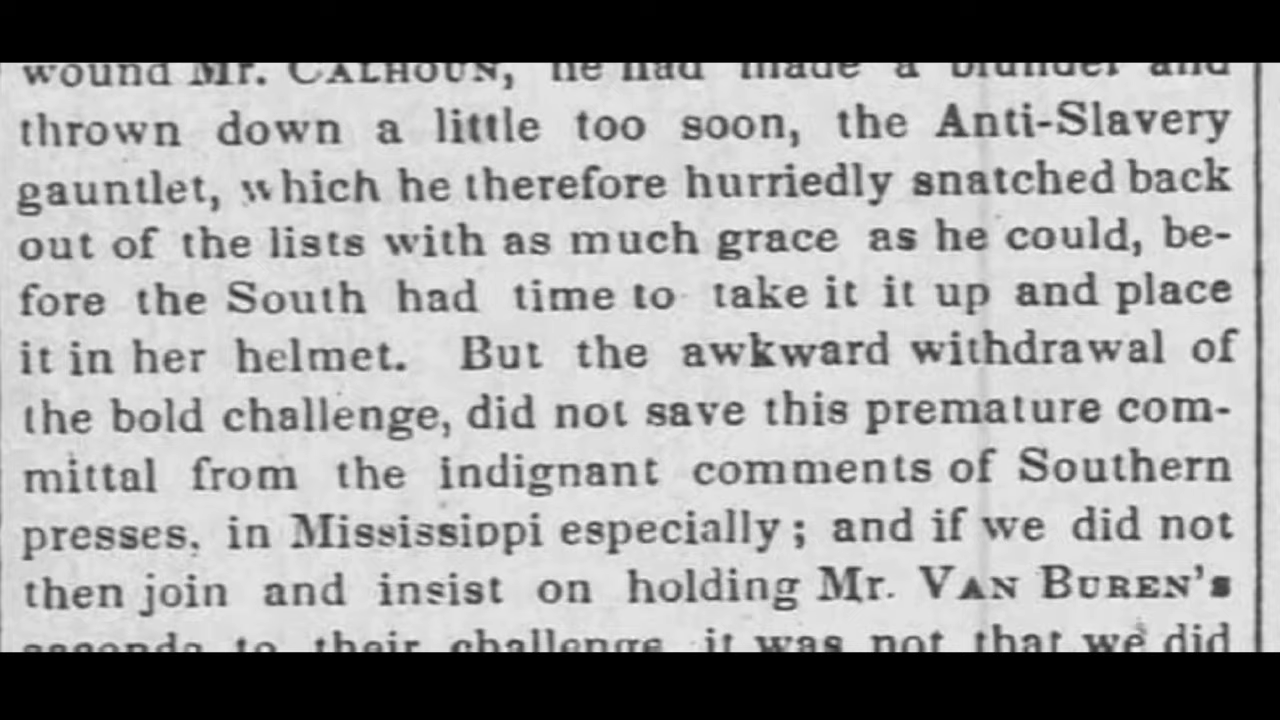 wound Mr. CALHOUN, he had made a blunder and
thrown down a little too soon, the Anti-Slavery
gauntlet, which he therefore hurriedly snatched back
out of the lists with as much grace as he could, be-
fore the South had time to take it it up and place
it in her helmet. But the awkward withdrawal of
the bold challenge, did not save this premature com-
mittal from the indignant comments of Southern
presses, in Mississippi especially; and if we did not
then join and insist on holding Mr. VAN BUREN's
seconds to their challenge it was not that we did